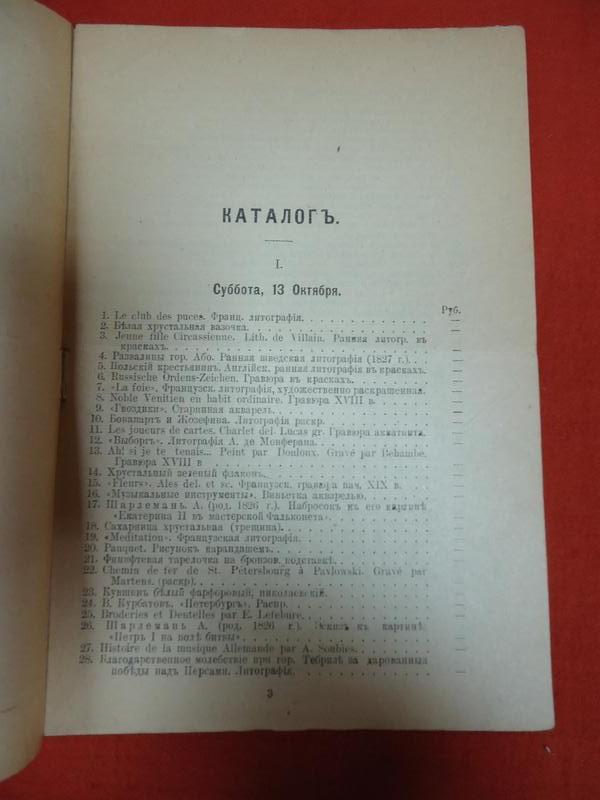 КАТАЛОГЪ.
I.
Суббота, 13 Октября.
Руб.
1. Le club des puces. Франц. литографія.
2. Бѣлая хрустальная вазочка.
3. Jeune fille Circassienne. Lith. de Villain. Ранняя литогр. въ
краскахъ.
4. Развалины гор. Або. Ранняя шведская литографія (1827 г.).
5. Польскій крестьянин. Англійск. ранняя литографія въ краскахъ.
6. Russische Ordens-Zeichen. Гравюра въ краскахъ.
7. «La foie». Французск. литографія, художественно раскрашенная.
8. Noble Venitien en habit ordinaire. Гравюра XVIII в.
9. «Гвоздики». Старинная акварель.
10. Бонапартъ и Жозефина. Литографія раскр.
11. Les joueurs de cartes. Charlet del. Lucas gr. Гравюра акватинта.
12. «Выборгъ». Литографія А. де Монферана.
13. Ah! si je te tenais... Peint par Douloux. Gravé par Behambe.
Гравюра XVIII в
14. Хрустальный зеленый флаконъ.
15. «Fleurs». Ales del. et sc. Французск. гравюра нач. XIX в.
16. «Музыкальные инструменты». Виньетка акварелью.
17. Шарлемань. А. (род. 1826 г.). Набросокъ къ его картинѣ
«Екатерина II въ мастерской Фальконета».
18. Сахарница хрустальная (трещина).
19. «Meditation». Французская литографія.
20. Panquet. Рисунокъ карандашемъ.
21. Финифтевая тарелочка на бронзов. подставкѣ.
22. Chemin de fer de St. Petersbourg à Pavlowski. Gravé par
Martens. (раскр).
23. Кувшин бѣлый фарфоровый, николаевскій.
24. В. Курбатов. «Петербургъ». Распр.
25. Broderies et Dentelles par E. Lefebure.
26. Шарлемань А. (род. 1826 г.). Эскизъ къ картинѣ
«Петръ I на полѣ битвы»
27. Histoire de la musique Allemande par A. Soubies.
28. Благодарственное молебствіе при гор. Тебризѣ за дарованныя
побѣды надъ Персами. Литографія.
3